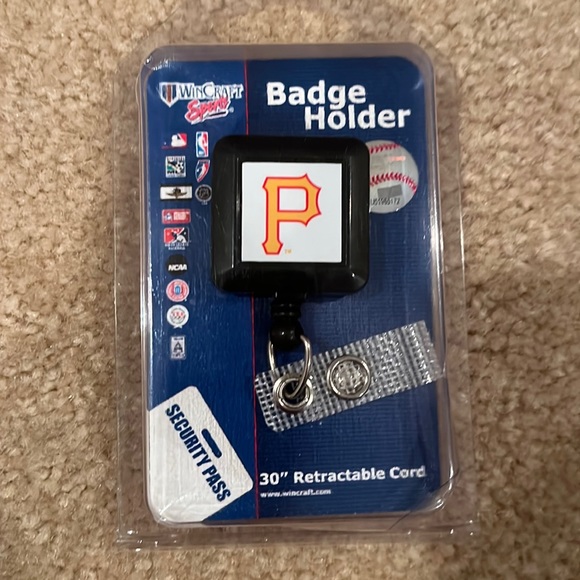 WinCraft
Sports
Badge
Holder
P
NCAA
SECURITY PASS
30" Retractable Cord
www.wincraft.com